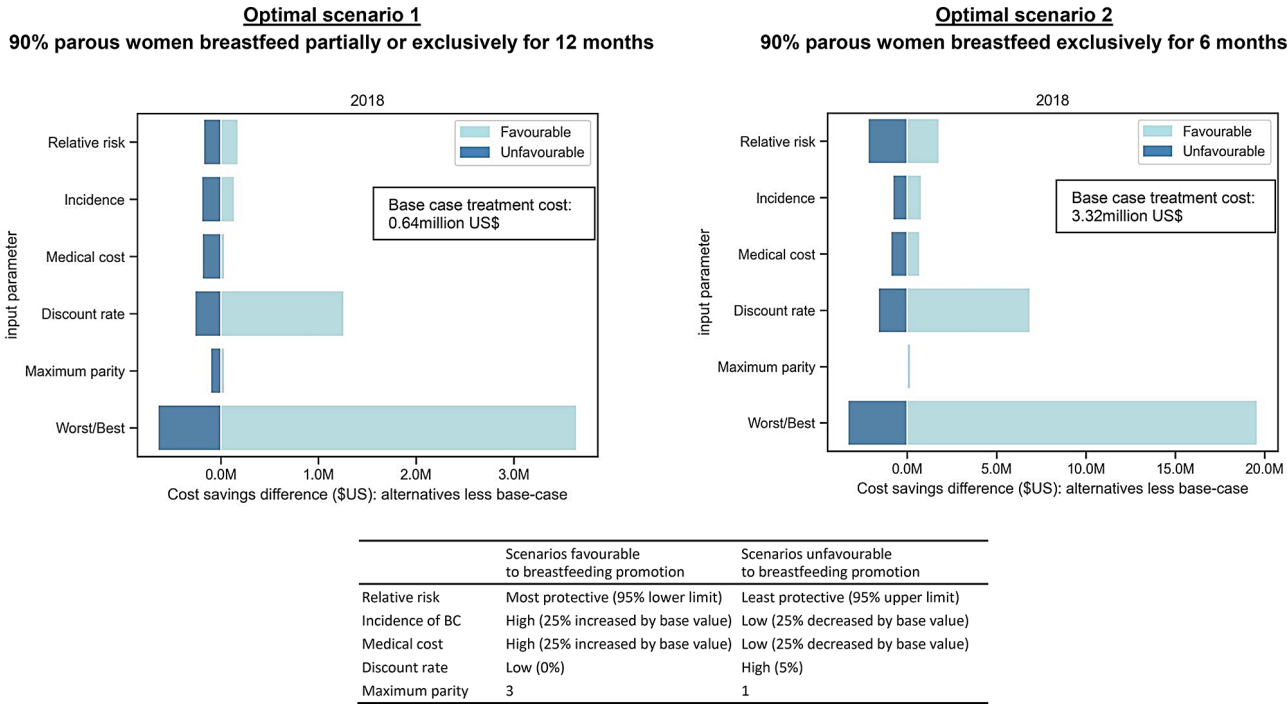 Optimal scenario 1
90% parous women breastfeed partially or exclusively for 12 months
2018
Relative risk
Incidence
Medical cost
Discount rate
Maximum parity
Worst/Best
input parameter
Favourable
Unfavourable
Base case treatment cost:
0.64million US$
0.0M 1.0M 2.0M 3.0M
Cost savings difference ($US): alternatives less base-case
Optimal scenario 2
90% parous women breastfeed exclusively for 6 months
2018
Relative risk
Incidence
Medical cost
Discount rate
Maximum parity
Worst/Best
input parameter
Favourable
Unfavourable
Base case treatment cost:
3.32million US$
0.0M 5.0M 10.0M 15.0M 20.0M
Cost savings difference ($US): alternatives less base-case
Scenarios favourable Scenarios unfavourable
to breastfeeding promotion to breastfeeding promotion
Relative risk Most protective (95% lower limit) Least protective (95% upper limit)
Incidence of BC High (25% increased by base value) Low (25% decreased by base value)
Medical cost High (25% increased by base value) Low (25% decreased by base value)
Discount rate Low (0%) High (5%)
Maximum parity 3 1